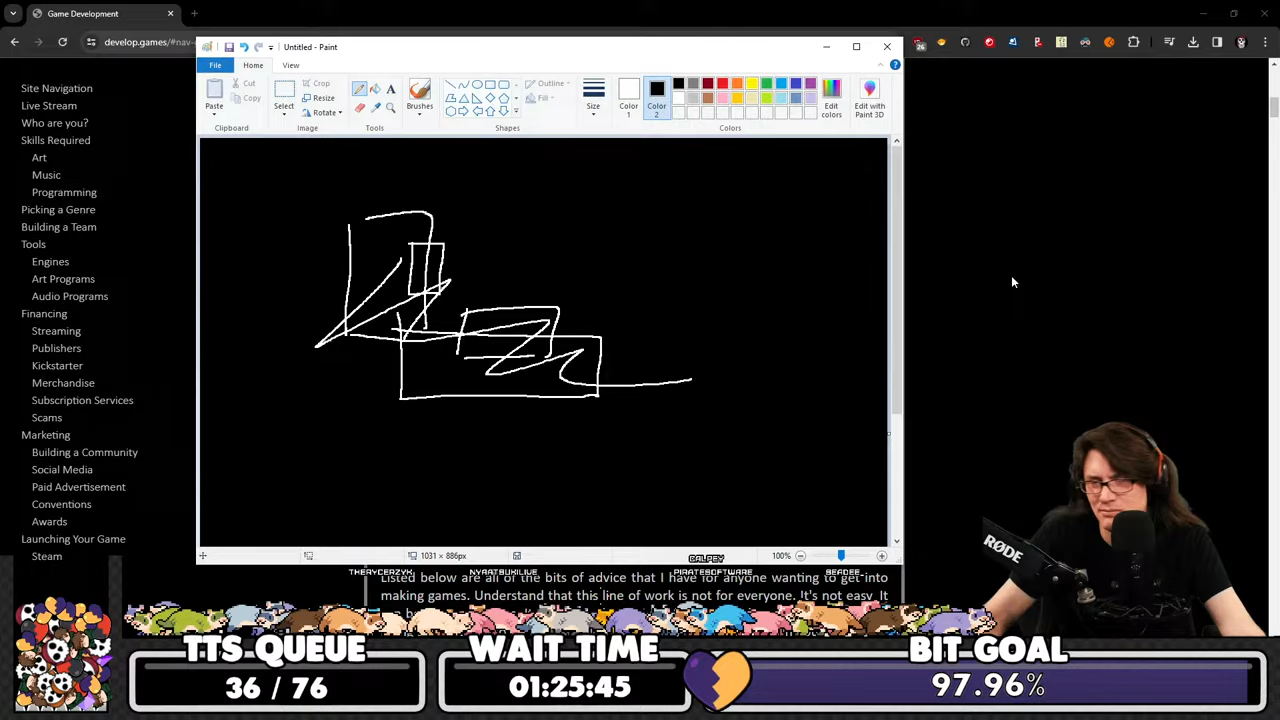 Game Development
develop.games/#nav-
Untitled - Paint
File Home View
Paste
Cut
Copy
Clipboard
Select
Crop
Resize
Rotate
Image
Tools
Brushes
Shapes
Outline
Fill
Size
Color 1
Color 2
Edit colors
Edit with Paint 3D
Colors
Site Navigation
Live Stream
Who are you?
Skills Required
Art
Music
Programming
Picking a Genre
Building a Team
Tools
Engines
Art Programs
Audio Programs
Financing
Streaming
Publishers
Kickstarter
Merchandise
Subscription Services
Scams
Marketing
Building a Community
Social Media
Paid Advertisement
Conventions
Awards
Launching Your Game
Steam
1031 × 886px
100%
CALPEY
THERYCERZYK NYARTSUKILIVE PIRATESOFTWARE SEADEE
Listed below are all of the bits of advice that I have for anyone wanting to get into
making games. Understand that this line of work is not for everyone. It's not easy. It
RØDE
TTS QUEUE
36 / 76
WAIT TIME
01:25:45
BIT GOAL
97.96%